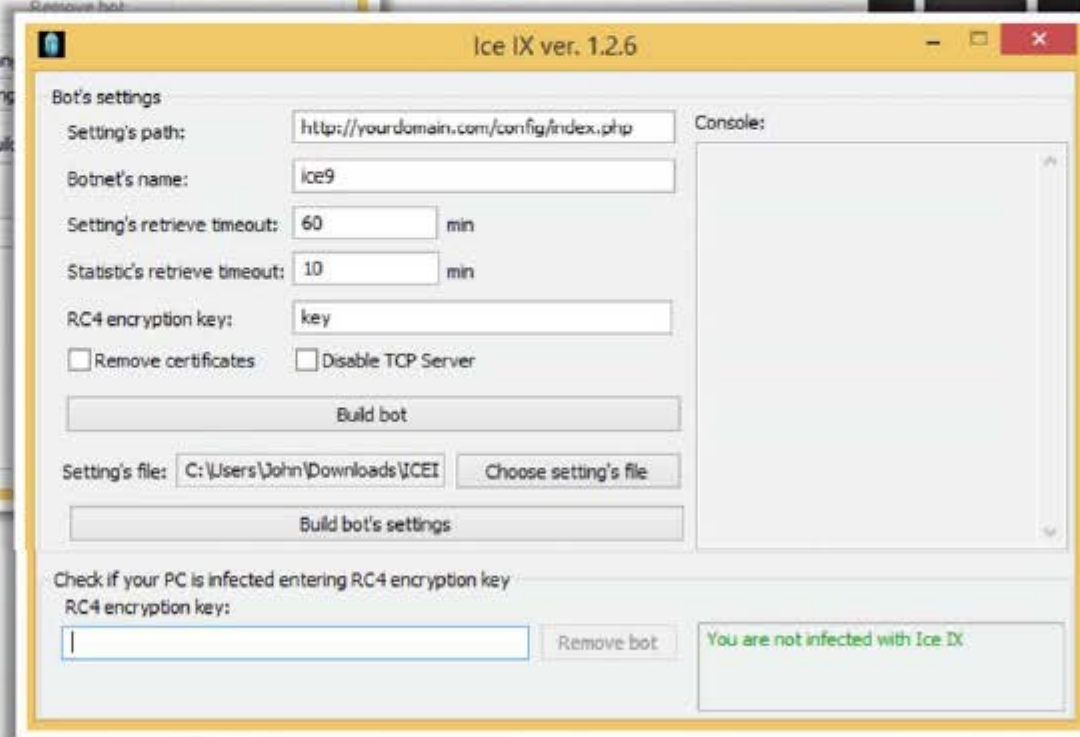 Remove bot
Ice IX ver. 1.2.6
Bot's settings
Setting's path: http://yourdomain.com/config/index.php
Console:
Botnet's name: ice9
Setting's retrieve timeout: 60 min
Statistic's retrieve timeout: 10 min
RC4 encryption key: key
Remove certificates Disable TCP Server
Build bot
Setting's file: C:\Users\John\Downloads\ICEI Choose setting's file
Build bot's settings
Check if your PC is infected entering RC4 encryption key
RC4 encryption key:
Remove bot You are not infected with Ice IX